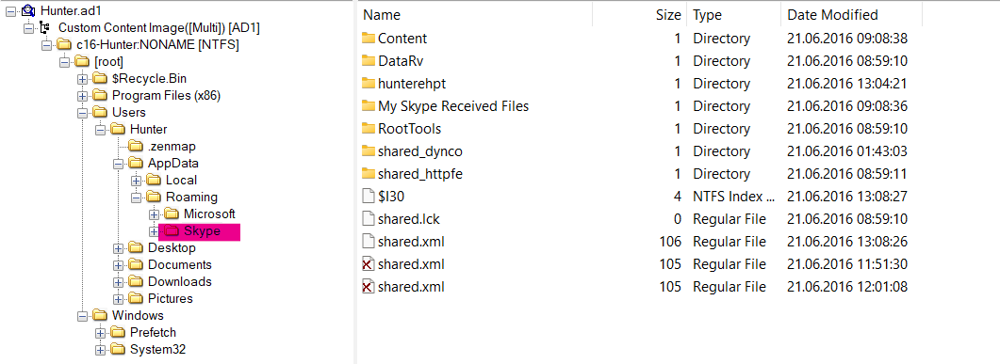 Hunter.ad1
Custom Content Image([Multi]) [AD1]
c16-Hunter:NONAME [NTFS]
[root]
$Recycle.Bin
Program Files (x86)
Users
Hunter
.zenmap
AppData
Local
Roaming
Microsoft
Skype
Desktop
Documents
Downloads
Pictures
Windows
Prefetch
System32
Name Size Type Date Modified
Content 1 Directory 21.06.2016 09:08:38
DataRv 1 Directory 21.06.2016 08:59:10
hunterehpt 1 Directory 21.06.2016 13:04:21
My Skype Received Files 1 Directory 21.06.2016 09:08:36
RootTools 1 Directory 21.06.2016 08:59:10
shared_dynco 1 Directory 21.06.2016 01:43:03
shared_httpfe 1 Directory 21.06.2016 08:59:11
$I30 4 NTFS Index ... 21.06.2016 13:08:27
shared.lck 0 Regular File 21.06.2016 08:59:10
shared.xml 106 Regular File 21.06.2016 13:08:26
shared.xml 105 Regular File 21.06.2016 11:51:30
shared.xml 105 Regular File 21.06.2016 12:01:08